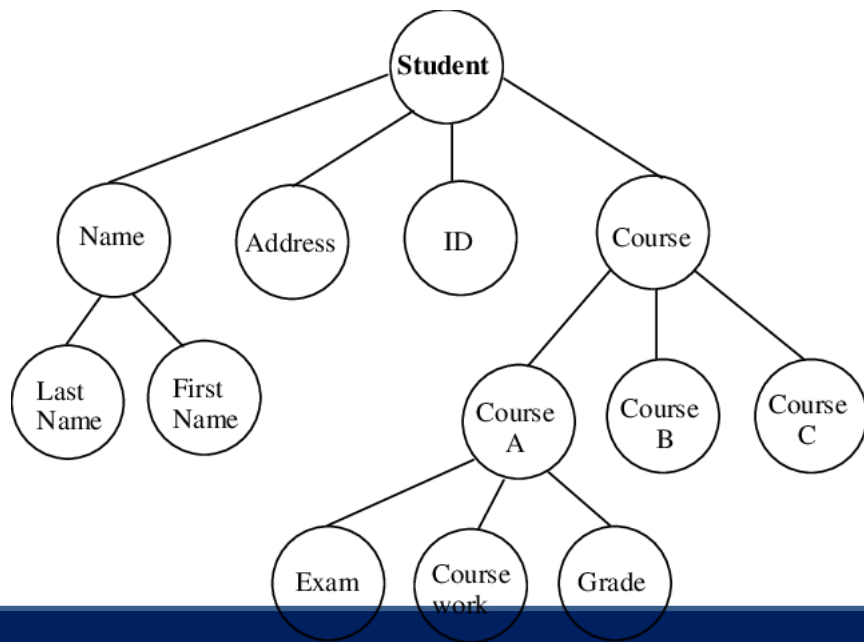 Student
Name
Address
ID
Course
Last
Name
First
Name
Course
A
Course
B
Course
C
Exam
Course
work
Grade